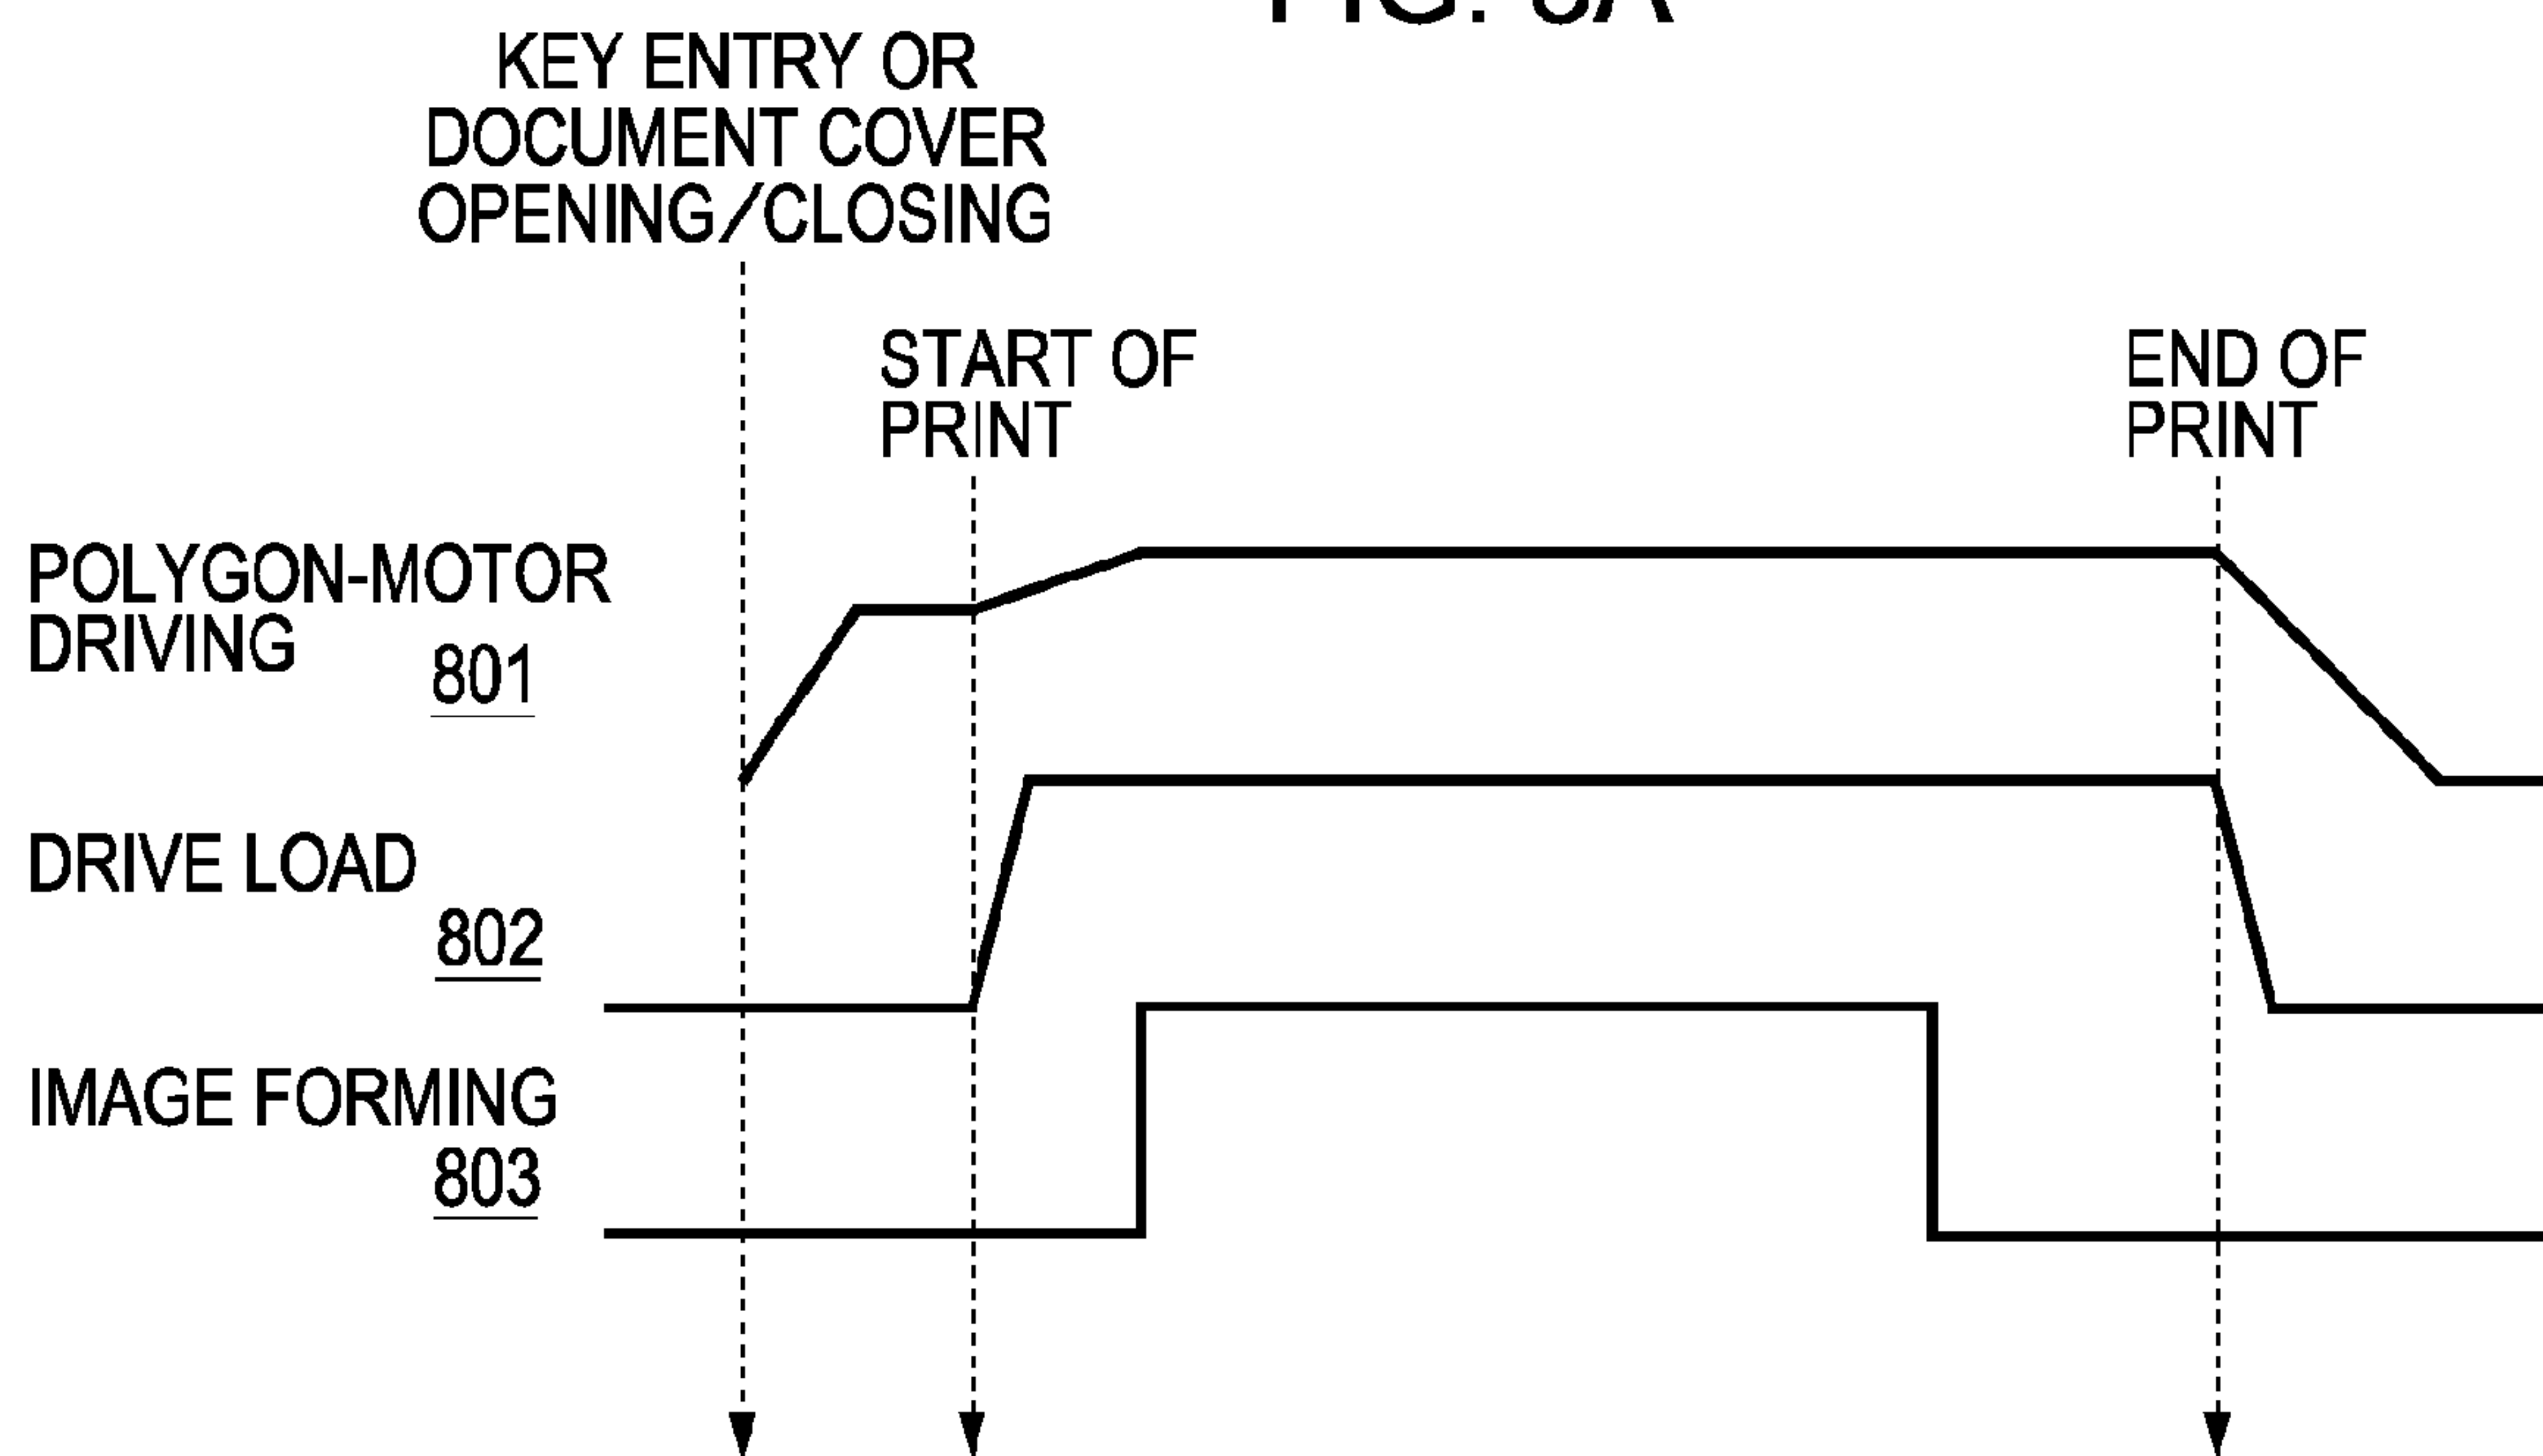 KEY ENTRY OR
DOCUMENT COVER
OPENING/CLOSING
START OF
PRINT
END OF
PRINT
POLYGON-MOTOR
DRIVING
801
DRIVE LOAD
802
IMAGE FORMING
803